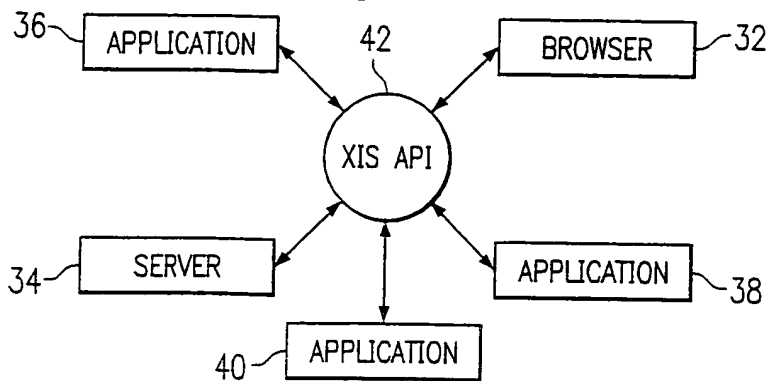 36
APPLICATION
42
BROWSER
32
XIS API
34
SERVER
APPLICATION
38
40
APPLICATION